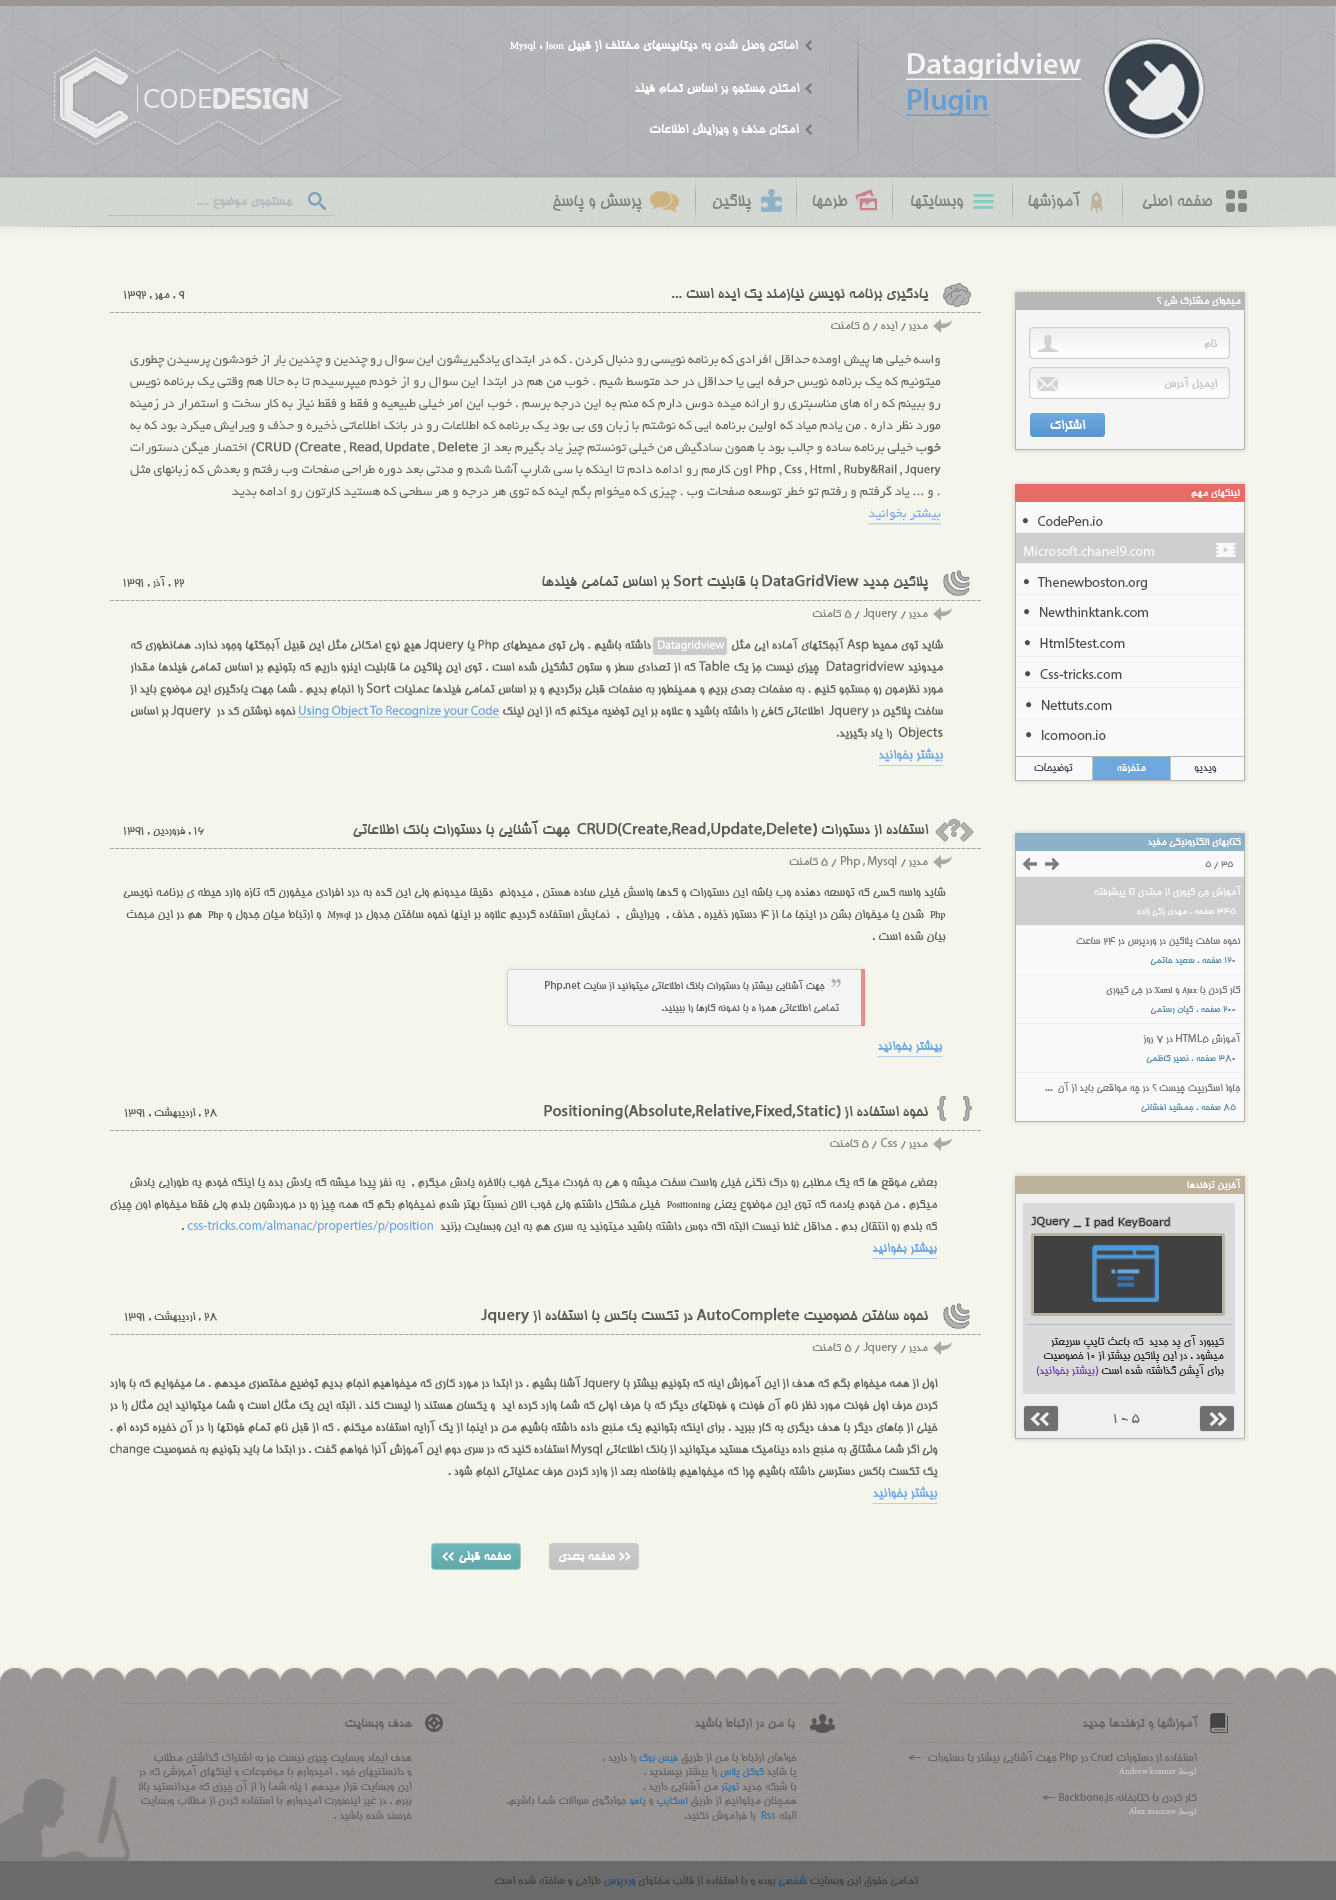 CODEDESIGN
اماکن وصل شدن به دیتابیسهای مختلف از قبیل Mysql , Json
امکان جستجو بر اساس تمام فیلد
امکان حذف و ویرایش اطلاعات
Datagridview
Plugin
صفحه اصلی
آموزشها
وبسایتها
طرحها
پلاگین
پرسش و پاسخ
جستجوی موضوع ....
یادگیری برنامه نویسی نیازمند یک ایده است ...
۹ , مهر , ۱۳۹۲
مدیر / ایده / ۵ کامنت
واسه خیلی ها پیش اومده حداقل افرادی که برنامه نویسی رو دنبال کردن . که در ابتدای یادگیریشون این سوال رو چندین و چندین بار از خودشون پرسیدن چطوری
میتونیم که یک برنامه نویس حرفه ایی یا حداقل در حد متوسط شیم . خوب من هم در ابتدا این سوال رو از خودم میپرسیدم تا به حالا هم وقتی یک برنامه نویس
رو ببینم که راه های مناسبتری رو ارائه میده دوس دارم که منم به این درجه برسم . خوب این امر خیلی طبیعیه و فقط و فقط نیاز به کار سخت و استمرار در زمینه
مورد نظر داره . من یادم میاد که اولین برنامه ایی که نوشتم با زبان وی بی بود یک برنامه که اطلاعات رو در بانک اطلاعاتی ذخیره و حذف و ویرایش میکرد بود که به
خوب خیلی برنامه ساده و جالب بود با همون سادگیش من خیلی تونستم چیز یاد بگیرم بعد از CRUD (Create , Read, Update , Delete) اختصار میگن دستورات
Php , Css , Html , Ruby&Rail , Jquery اون کارمم رو ادامه دادم تا اینکه با سی شارپ آشنا شدم و مدتی بعد دوره طراحی صفحات وب رفتم و بعدش که زبانهای مثل
. و ... یاد گرفتم و رفتم تو خطر توسعه صفحات وب . چیزی که میخوام بگم اینه که توی هر درجه و هر سطحی که هستید کارتون رو ادامه بدید
بیشتر بخوانید
پلاگین جدید DataGridView با قابلیت Sort بر اساس تمامی فیلدها
۲۲ , آذر , ۱۳۹۱
مدیر / Jquery / ۵ کامنت
شاید توی محیط Asp آبجکتهای آماده ایی مثل Datagridview داشته باشیم . ولی توی محیطهای Php یا Jquery هیچ نوع امکانی مثل این قبیل آبجکتها وجود ندارد. همانطوری که
میدونید Datagridview چیزی نیست جز یک Table که از تعدادی سطر و ستون تشکیل شده است . توی این پلاگین ما قابلیت اینرو داریم که بتونیم بر اساس تمامی فیلدها مقدار
مورد نظرمون رو جستجو کنیم . به صفحات بعدی بریم و همینطور به صفحات قبلی برگردیم و بر اساس تمامی فیلدها عملیات Sort را انجام بدیم . شما جهت یادگیری این موضوع باید از
ساخت پلاگین در Jquery اطلاعاتی کافی را داشته باشید و علاوه بر این توضیه میکنم که از این لینک Using Object To Recognize your Code نحوه نوشتن کد در Jquery بر اساس
Objects را یاد بگیرید.
بیشتر بخوانید
استفاده از دستورات CRUD(Create,Read,Update,Delete) جهت آشنایی با دستورات بانک اطلاعاتی
۱۶ , فروردین , ۱۳۹۱
مدیر / Php , Mysql / ۵ کامنت
شاید واسه کسی که توسعه دهنده وب باشه این دستورات و کدها واسش خیلی ساده هستن , میدونم دقیقا میدونم ولی این کده به درد افرادی میخورن که تازه وارد حیطه ی برنامه نویسی
Php شدن یا میخوان بشن در اینجا ما از ۴ دستور ذخیره , حذف , ویرایش , نمایش استفاده کردیم علاوه بر اینها نحوه ساختن جدول در Mysql و ارتباط میان جدول و Php هم در این مبحث
بیان شده است .
جهت آشنایی بیشتر با دستورات بانک اطلاعاتی میتوانید از سایت Php.net
تمامی اطلاعاتی همرا ه با نمونه کارها را ببینید.
بیشتر بخوانید
نحوه استفاده از Positioning(Absolute,Relative,Fixed,Static)
۲۸ , اردیبهشت , ۱۳۹۱
مدیر / Css / ۵ کامنت
بعضی موقع ها که یک مطلبی رو درک نکنی خیلی واست سخت میشه و هی به خودت میکی خوب بالاخره یادش میکرم , یه نفر پیدا میشه که یادش بده یا اینکه خودم یه طورایی یادش
میکرم . من خودم یادمه که توی این موضوع یعنی Positioning خیلی مشکل داشتم ولی خوب الان نسبتاً بهتر شدم نمیخوام بگم که همه چیز رو در موردشون بلدم ولی فقط میخوام اون چیزی
که بلدم رو انتقال بدم . حداقل غلط نیست البته اکه دوس داشته باشید میتونید یه سری هم به این وبسایت بزنید css-tricks.com/almanac/properties/p/position .
بیشتر بخوانید
نحوه ساختن خصوصیت AutoComplete در تکست باکس با استفاده از Jquery
۲۸ , اردیبهشت , ۱۳۹۱
مدیر / Jquery / ۵ کامنت
اول از همه میخوام بگم که هدف از این آموزش اینه که بتونیم بیشتر با Jquery آشنا بشیم . در ابتدا در مورد کاری که میخواهیم انجام بدیم توضیح مختصری میدهم . ما میخوایم که با وارد
کردن حرف اول فونت مورد نظر نام آن فونت و فونتهای دیگر که با حرف اولی که شما وارد کرده اید و یکسان هستند را لیست کند . البته این یک مثال است و شما میتوانید این مثال را در
خیلی از جاهای دیگر با هدف دیگری به کار ببرید . برای اینکه بتوانیم یک منبع داده داشته باشیم من در اینجا از یک آرایه استفاده میکنم . که از قبل نام تمام فونتها را در آن ذخیره کرده ام .
ولی اگر شما مشتاق به منبع داده دینامیک هستید میتوانید از بانک اطلاعاتی Mysql استفاده کنید که در سری دوم این آموزش آنرا خواهم گفت . در ابتدا ما باید بتونیم به خصوصیت change
یک تکست باکس دسترسی داشته باشیم چرا که میخواهیم بلافاصله بعد از وارد کردن حرف عملیاتی انجام شود .
بیشتر بخوانید
صفحه بعدی
صفحه قبلی
میخوای مشترک شی ؟
نام
ایمیل آدرس
اشتراک
لینکهای مهم
CodePen.io
Microsoft.chanel9.com
Thenewboston.org
Newthinktank.com
Html5test.com
Css-tricks.com
Nettuts.com
Icomoon.io
ویدیو
متخرقه
توضیحات
کتابهای الکترونیکی مفید
۵ / ۳۵
آموزش جی کیوری از مبتدی تا پیشرفته
۳۴۵ صفحه . مهدی زکی زاده
نحوه ساخت پلاگین در وردپرس در ۲۴ ساعت
۱۲۰ صفحه . سعید حاتمی
کار کردن با Ajax و Xaml در جی کیوری
۲۰۰ صفحه . کیان رستمی
آموزش HTML5 در ۷ روز
۳۸۰ صفحه . نصیر کاظمی
جاوا اسکریپت چیست ؟ در چه مواقعی باید از آن ...
۸۵ صفحه . جمشید افشانی
آخرین ترفندها
JQuery _ I pad KeyBoard
کیبورد آی پد جدید که باعث تایپ سریعتر
میشود . در این پلاکین بیشتر از ۱۰ خصوصیت
برای آپشن گذاشته شده است (بیشتر بخوانید)
۱ - ۵
آموزشها و ترفندها جدید
استفاده از دستورات Crud در Php جهت آشنایی بیشتر با دستورات
توسط Andrew kramer
کار کردن با کتابخانه Backbone.js
توسط Alex maccaw
با من در ارتباط باشید
خواهان ارتباط با من از طریق فیس بوک را دارید .
یا شاید کوکل پلاس را بیشتر بپسندید .
با شبکه جدید توییتر من آشنایی دارید .
همچنان میتوانیم از طریق اسکایپ و یاهو جوابگوی سوالات شما باشیم.
البته Rss را فراموش نکنید.
هدف وبسایت
هدف ایجاد وبسایت چیزی نیست جز به اشتراک گذاشتن مطلاب
و دانستنیهای خود . امیدوارم با موضوعات و لینکهای آموزشی که در
این وبسایت قرار میدهم ۱ پله شما را از آن چیزی که میدانستید بالا
ببرم . در غیر اینصورت امیدوارم با استفاده کردن از مطلاب وبسایت
خرسند شده باشید .
تمامی حقوق این وبسایت شخصی بوده و با استفاده از قالب محتوای وردپرس طراحی و ساخته شده است